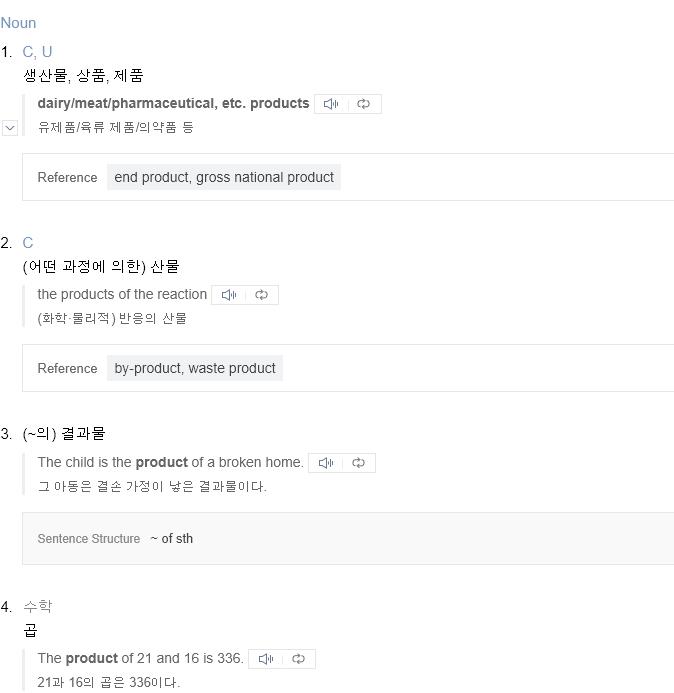 Noun
1. C, U
생산물, 상품, 제품
dairy/meat/pharmaceutical, etc. products
유제품/육류 제품/의약품 등
Reference end product, gross national product
2. C
(어떤 과정에 의한) 산물
the products of the reaction
(화학·물리적) 반응의 산물
Reference by-product, waste product
3. (~의) 결과물
The child is the product of a broken home.
그 아동은 결손 가정이 낳은 결과물이다.
Sentence Structure ~ of sth
4. 수학
곱
The product of 21 and 16 is 336.
21과 16의 곱은 336이다.